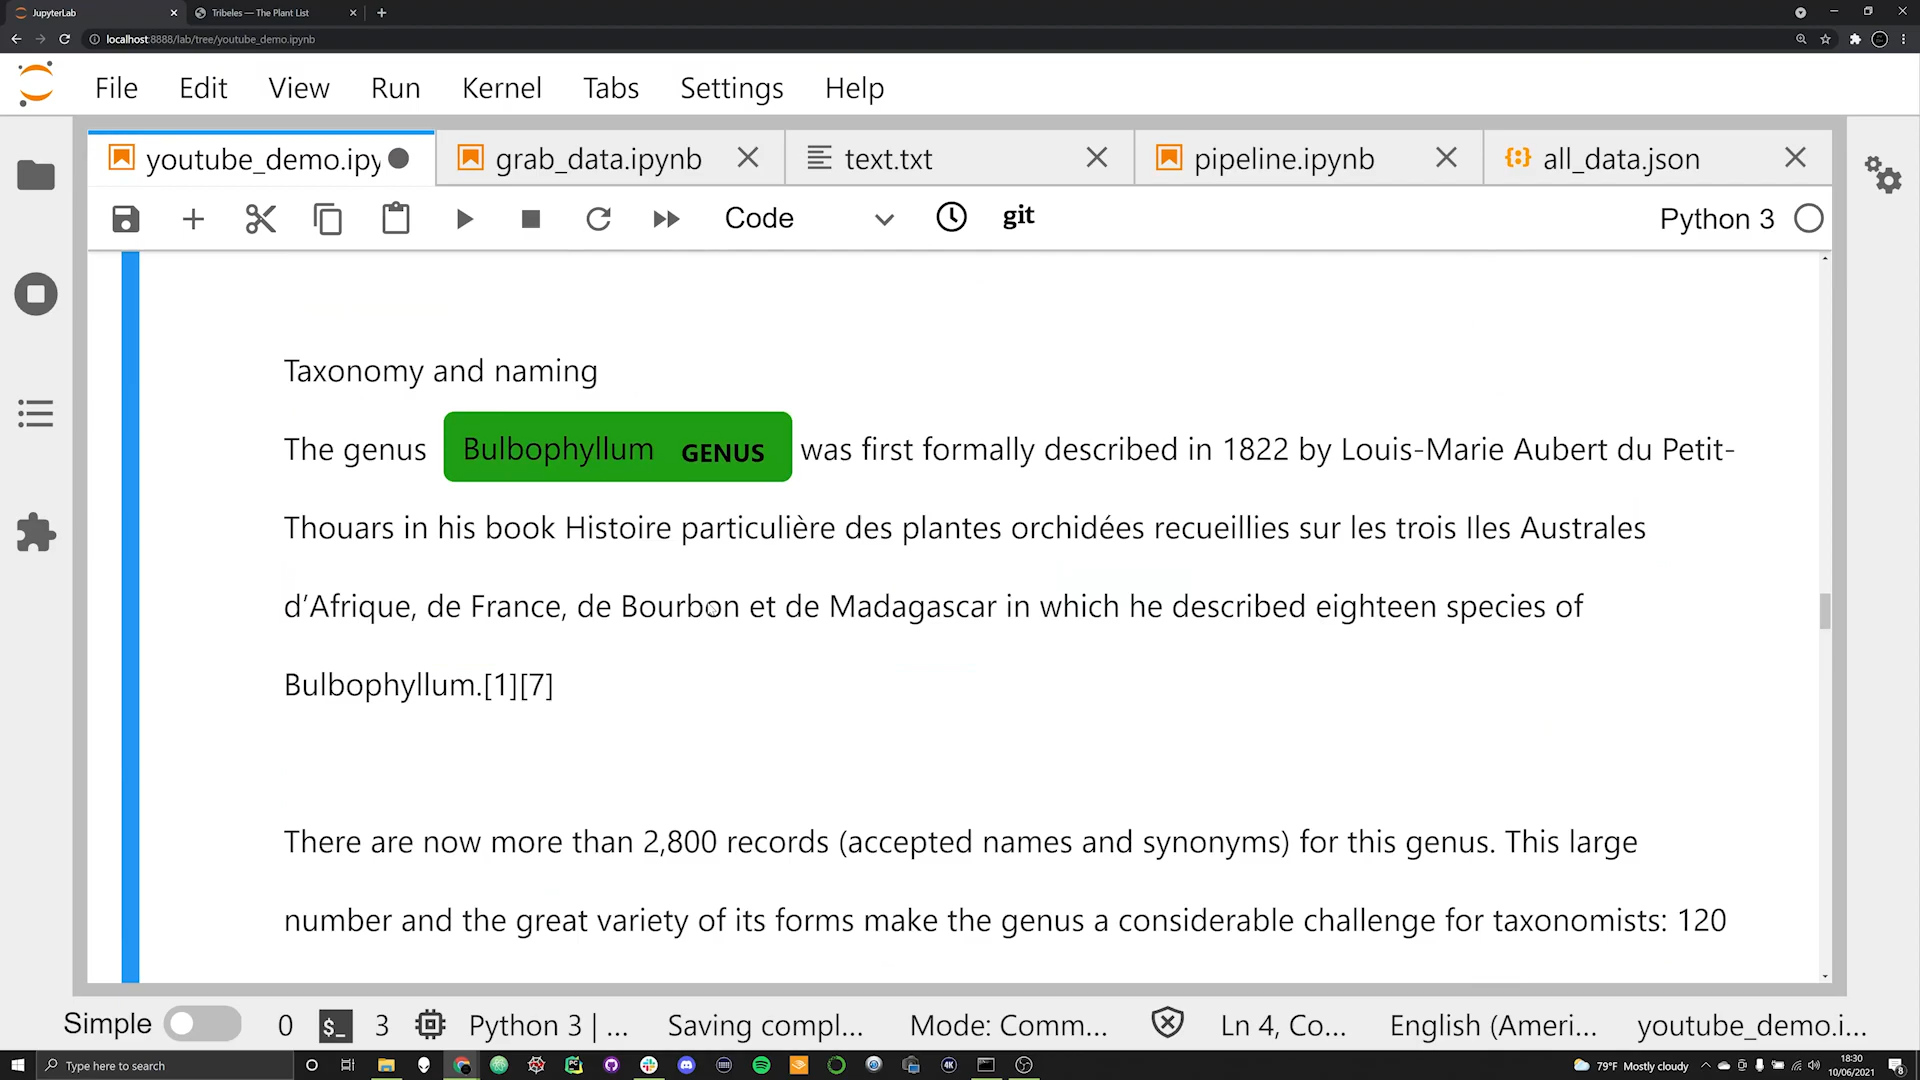 JupyterLab
Tribeles — The Plant List
localhost:8888/lab/tree/youtube_demo.ipynb
File Edit View Run Kernel Tabs Settings Help
youtube_demo.ipy
grab_data.ipynb
text.txt
pipeline.ipynb
all_data.json
Code
git
Python 3
Taxonomy and naming
The genus Bulbophyllum GENUS was first formally described in 1822 by Louis-Marie Aubert du Petit-
Thouars in his book Histoire particulière des plantes orchidées recueillies sur les trois Iles Australes
d’Afrique, de France, de Bourbon et de Madagascar in which he described eighteen species of
Bulbophyllum.[1][7]
There are now more than 2,800 records (accepted names and synonyms) for this genus. This large
number and the great variety of its forms make the genus a considerable challenge for taxonomists: 120
Simple 0 $_ 3 Python 3 | ... Saving compl... Mode: Comm... Ln 4, Co... English (Ameri... youtube_demo.i...
Type here to search
PC
4K
79°F Mostly cloudy
18:30
10/06/2021
8